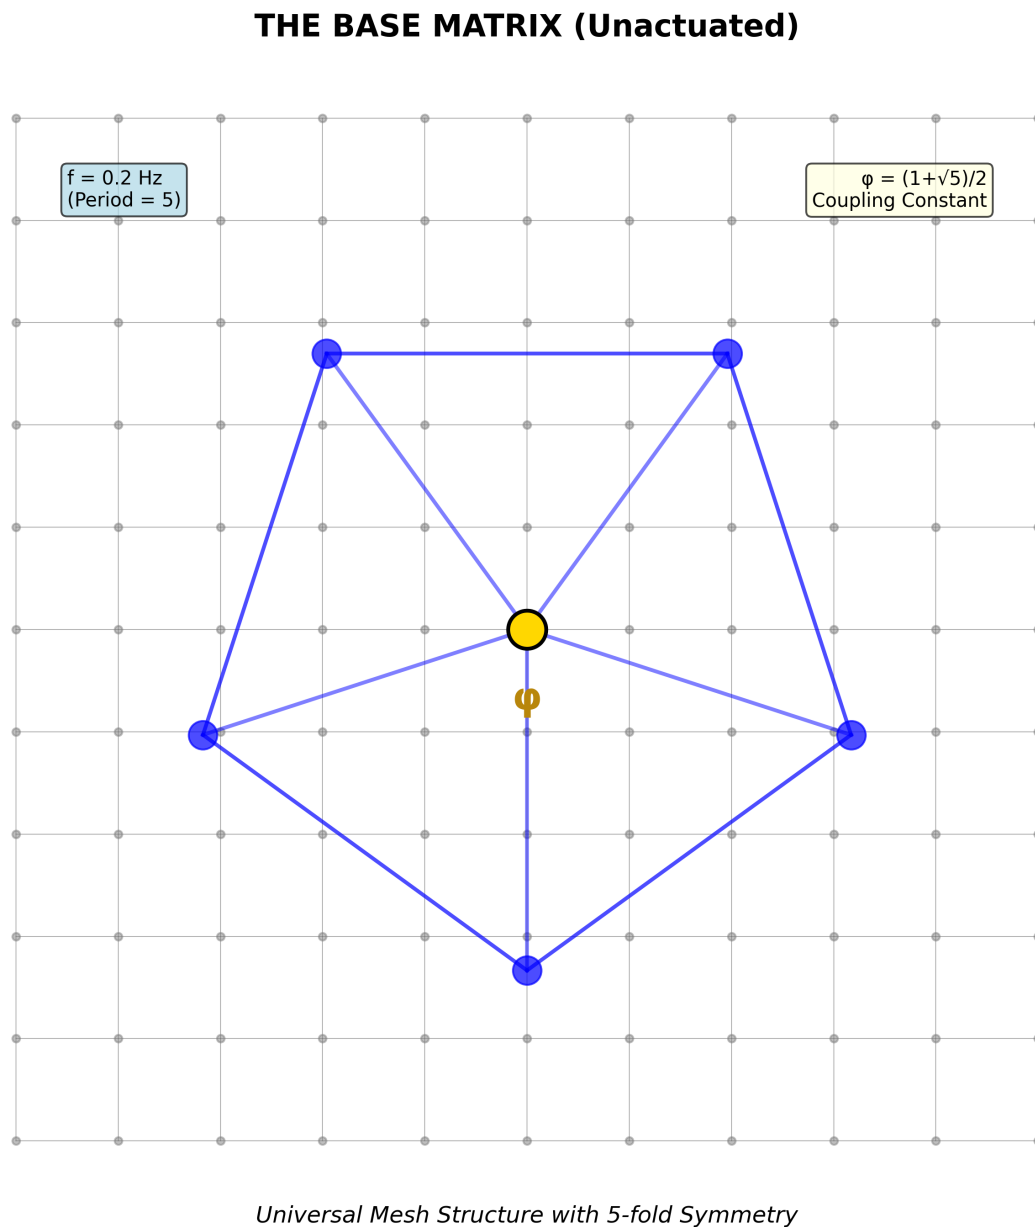 THE BASE MATRIX (Unactuated)
f = 0.2 Hz
(Period = 5)
φ = (1+√5)/2
Coupling Constant
φ
Universal Mesh Structure with 5-fold Symmetry